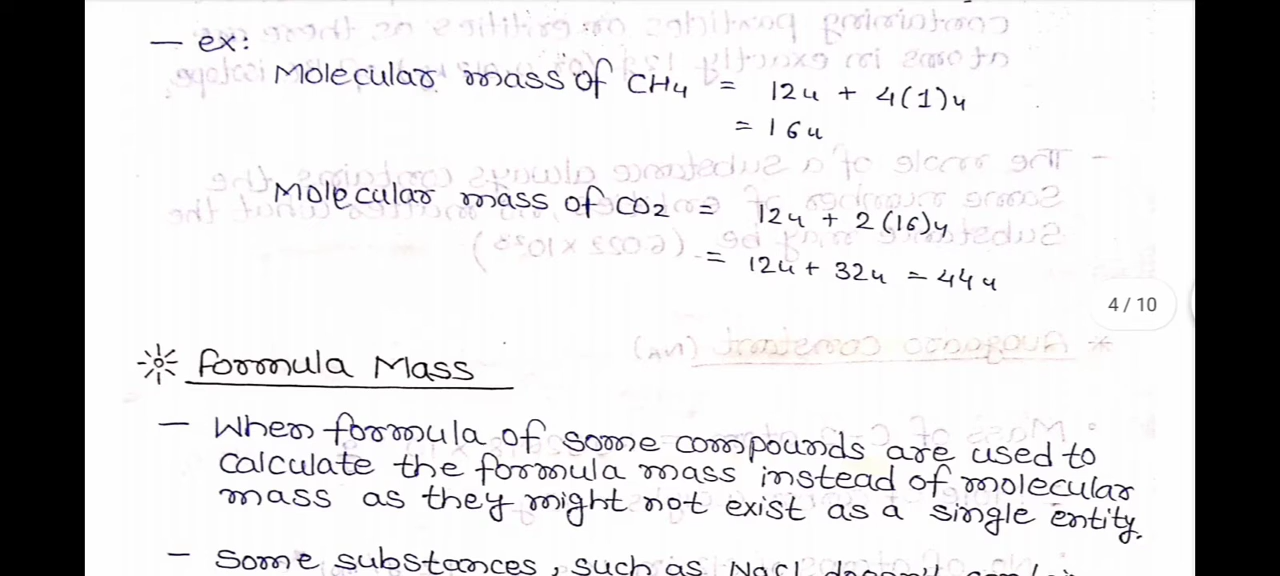 — ex:
Molecular mass of CH4 = 12u + 4(1)u
= 16u
Molecular mass of CO2 = 12u + 2(16)u
= 12u + 32u = 44u
4 / 10
Formula Mass
— When formula of some compounds are used to
calculate the formula mass instead of molecular
mass as they might not exist as a single entity.
— Some substances, such as NaCl